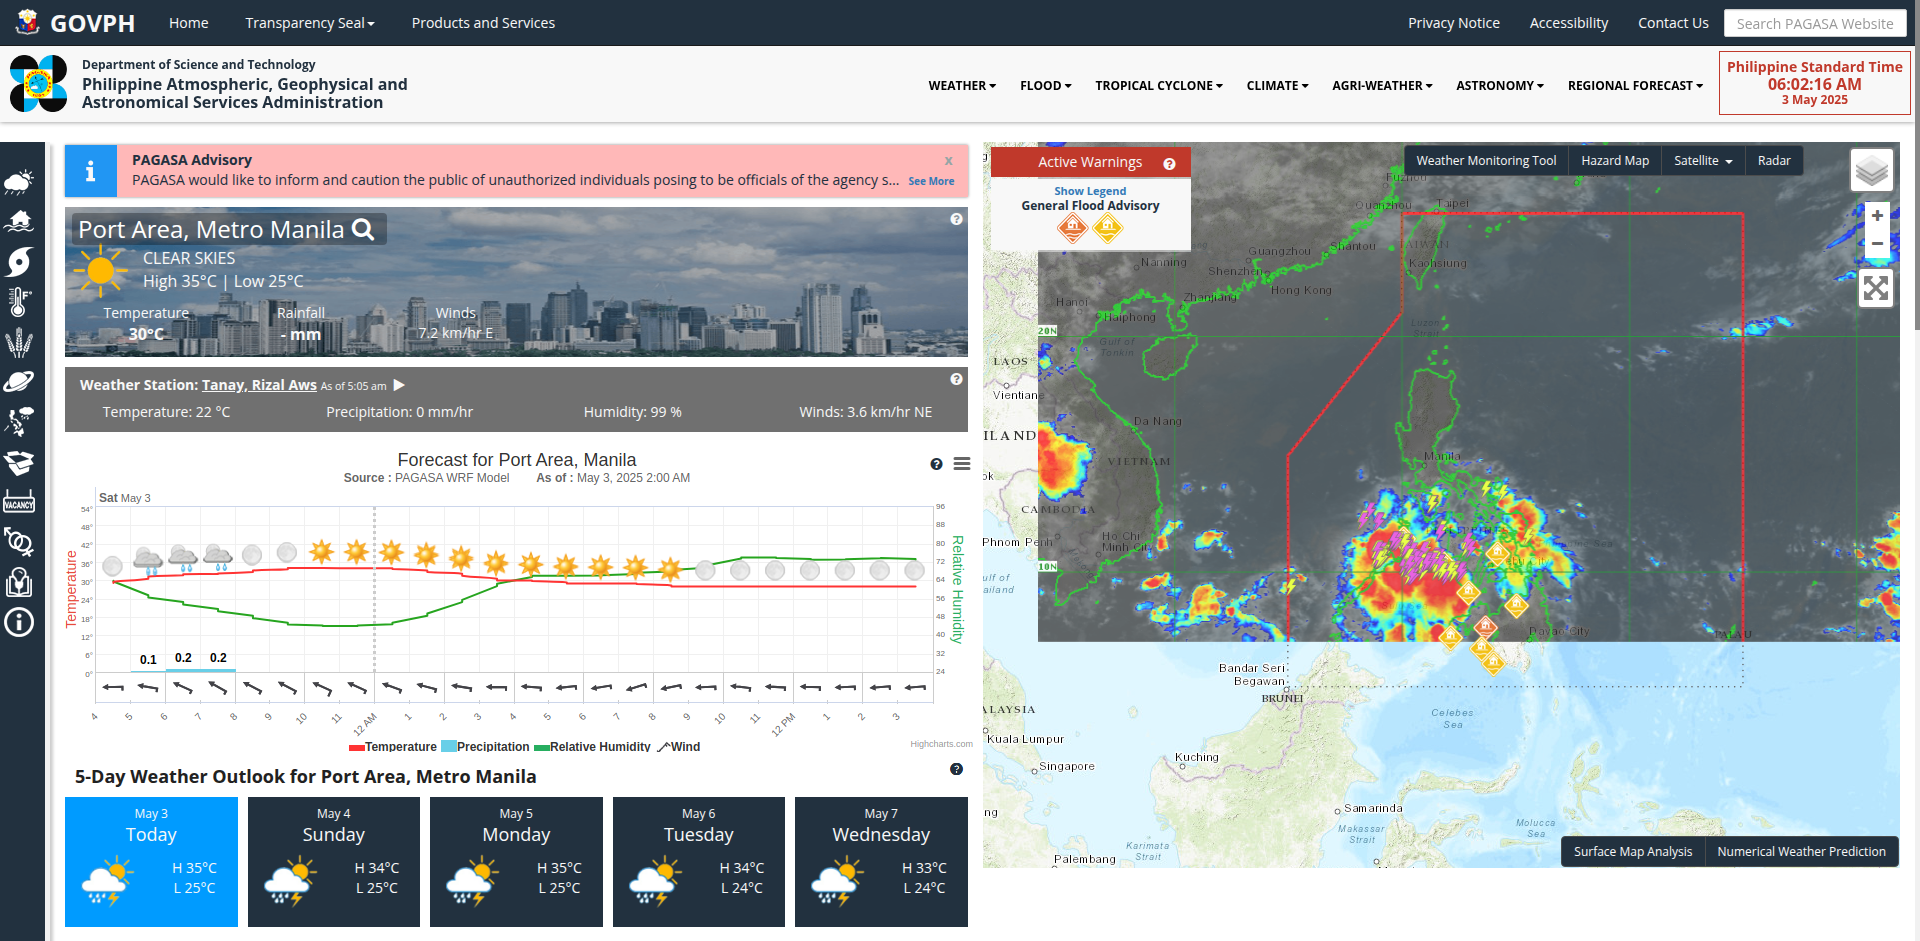 GOVPH
Home
Transparency Seal
Products and Services
Privacy Notice
Accessibility
Contact Us
Search PAGASA Website
Department of Science and Technology
Philippine Atmospheric, Geophysical and
Astronomical Services Administration
WEATHER
FLOOD
TROPICAL CYCLONE
CLIMATE
AGRI-WEATHER
ASTRONOMY
REGIONAL FORECAST
Philippine Standard Time
06:02:16 AM
3 May 2025
VACANCY
PAGASA Advisory
x
PAGASA would like to inform and caution the public of unauthorized individuals posing to be officials of the agency s... See More
Port Area, Metro Manila
CLEAR SKIES
High 35°C | Low 25°C
Temperature
Rainfall
Winds
30°C
- mm
7.2 km/hr E
Weather Station: Tanay, Rizal Aws As of 5:05 am
Temperature: 22 °C
Precipitation: 0 mm/hr
Humidity: 99 %
Winds: 3.6 km/hr NE
Forecast for Port Area, Manila
Source : PAGASA WRF Model As of : May 3, 2025 2:00 AM
Sat May 3
Temperature
54°
48°
42°
36°
30°
24°
18°
12°
6°
0°
0.1
0.2
0.2
96
88
80
72
64
56
48
40
32
24
Relative Humidity
4
5
6
7
8
9
10
11
12 AM
1
2
3
4
5
6
7
8
9
10
11
12 PM
1
2
3
Temperature
Precipitation
Relative Humidity
Wind
Highcharts.com
5-Day Weather Outlook for Port Area, Metro Manila
May 3
Today
H 35°C
L 25°C
May 4
Sunday
H 34°C
L 25°C
May 5
Monday
H 35°C
L 25°C
May 6
Tuesday
H 34°C
L 24°C
May 7
Wednesday
H 33°C
L 24°C
Active Warnings
Show Legend
General Flood Advisory
Weather Monitoring Tool
Hazard Map
Satellite
Radar
+
−
Fuzhou
Quanzhou
Taipei
Guangzhou
Shantou
TAIWAN
Nanning
Shenzhen
Kaohsiung
Hanoi
Zhanjiang
Hong Kong
Haiphong
20N
Luzon
Strait
Gulf of
Tonkin
LAOS
Vientiane
Da Nang
ILAND
VIETNAM
Manila
ok
CAMBODIA
Phnom Penh
Ho Chi
Minh City
10N
ulf of
ailand
Davao City
PALAU
Bandar Seri
Begawan
BRUNEI
ALAYSIA
Celebes
Sea
Kuala Lumpur
Kuching
Singapore
ng
Samarinda
Makassar
Strait
Molucca
Sea
Karimata
Strait
Palembang
Surface Map Analysis
Numerical Weather Prediction